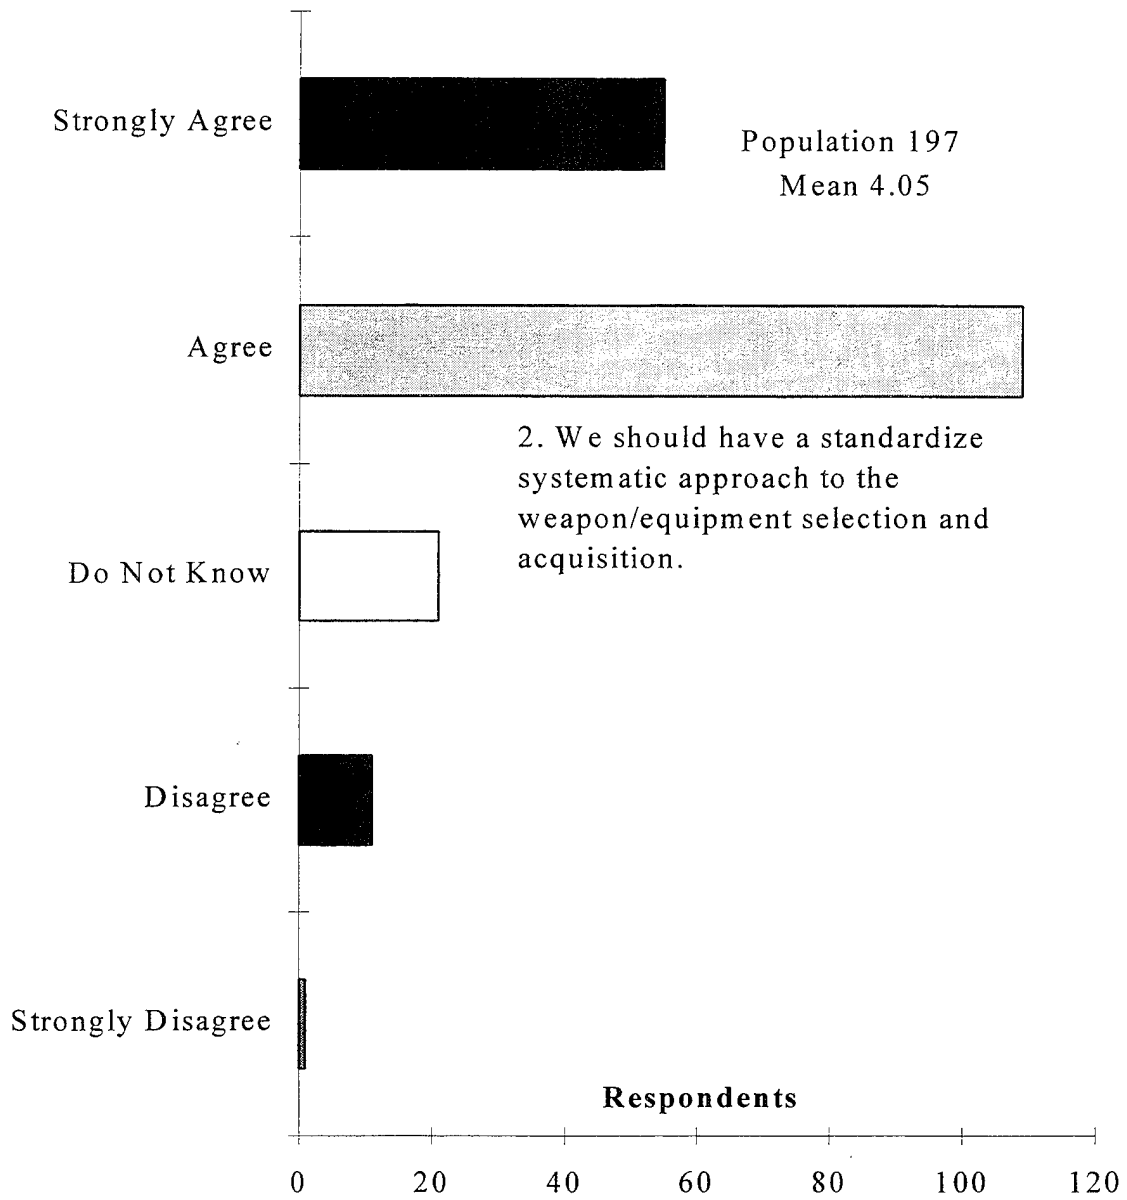 Strongly Agree
Population 197
Mean 4.05
Agree
2. We should have a standardize
systematic approach to the
weapon/equipment selection and
acquisition.
Do Not Know
Disagree
Strongly Disagree
Respondents
0 20 40 60 80 100 120